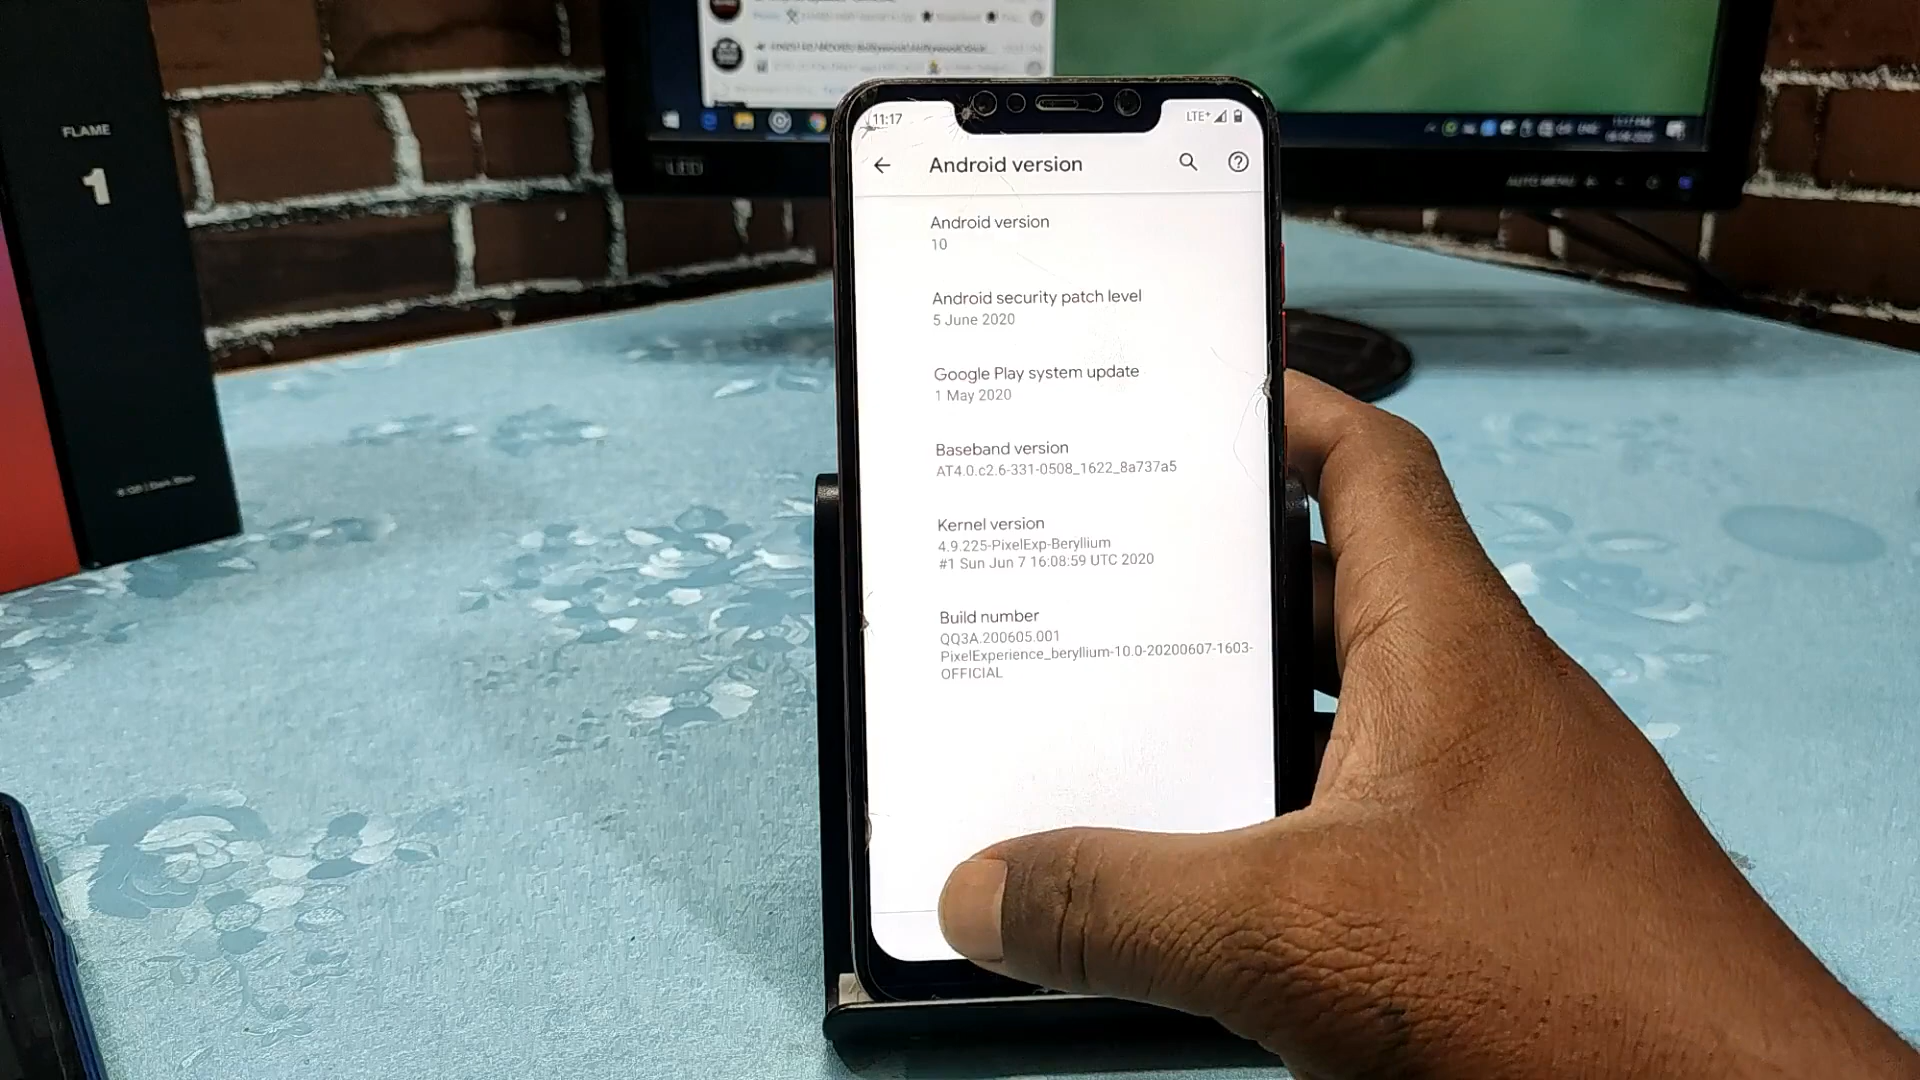 FLAME
1
LED
AUTO MENU
11:17
LTE+
Android version
Android version
10
Android security patch level
5 June 2020
Google Play system update
1 May 2020
Baseband version
AT4.0.c2.6-331-0508_1622_8a737a5
Kernel version
4.9.225-PixelExp-Beryllium
#1 Sun Jun 7 16:08:59 UTC 2020
Build number
QQ3A.200605.001
PixelExperience_beryllium-10.0-20200607-1603-
OFFICIAL